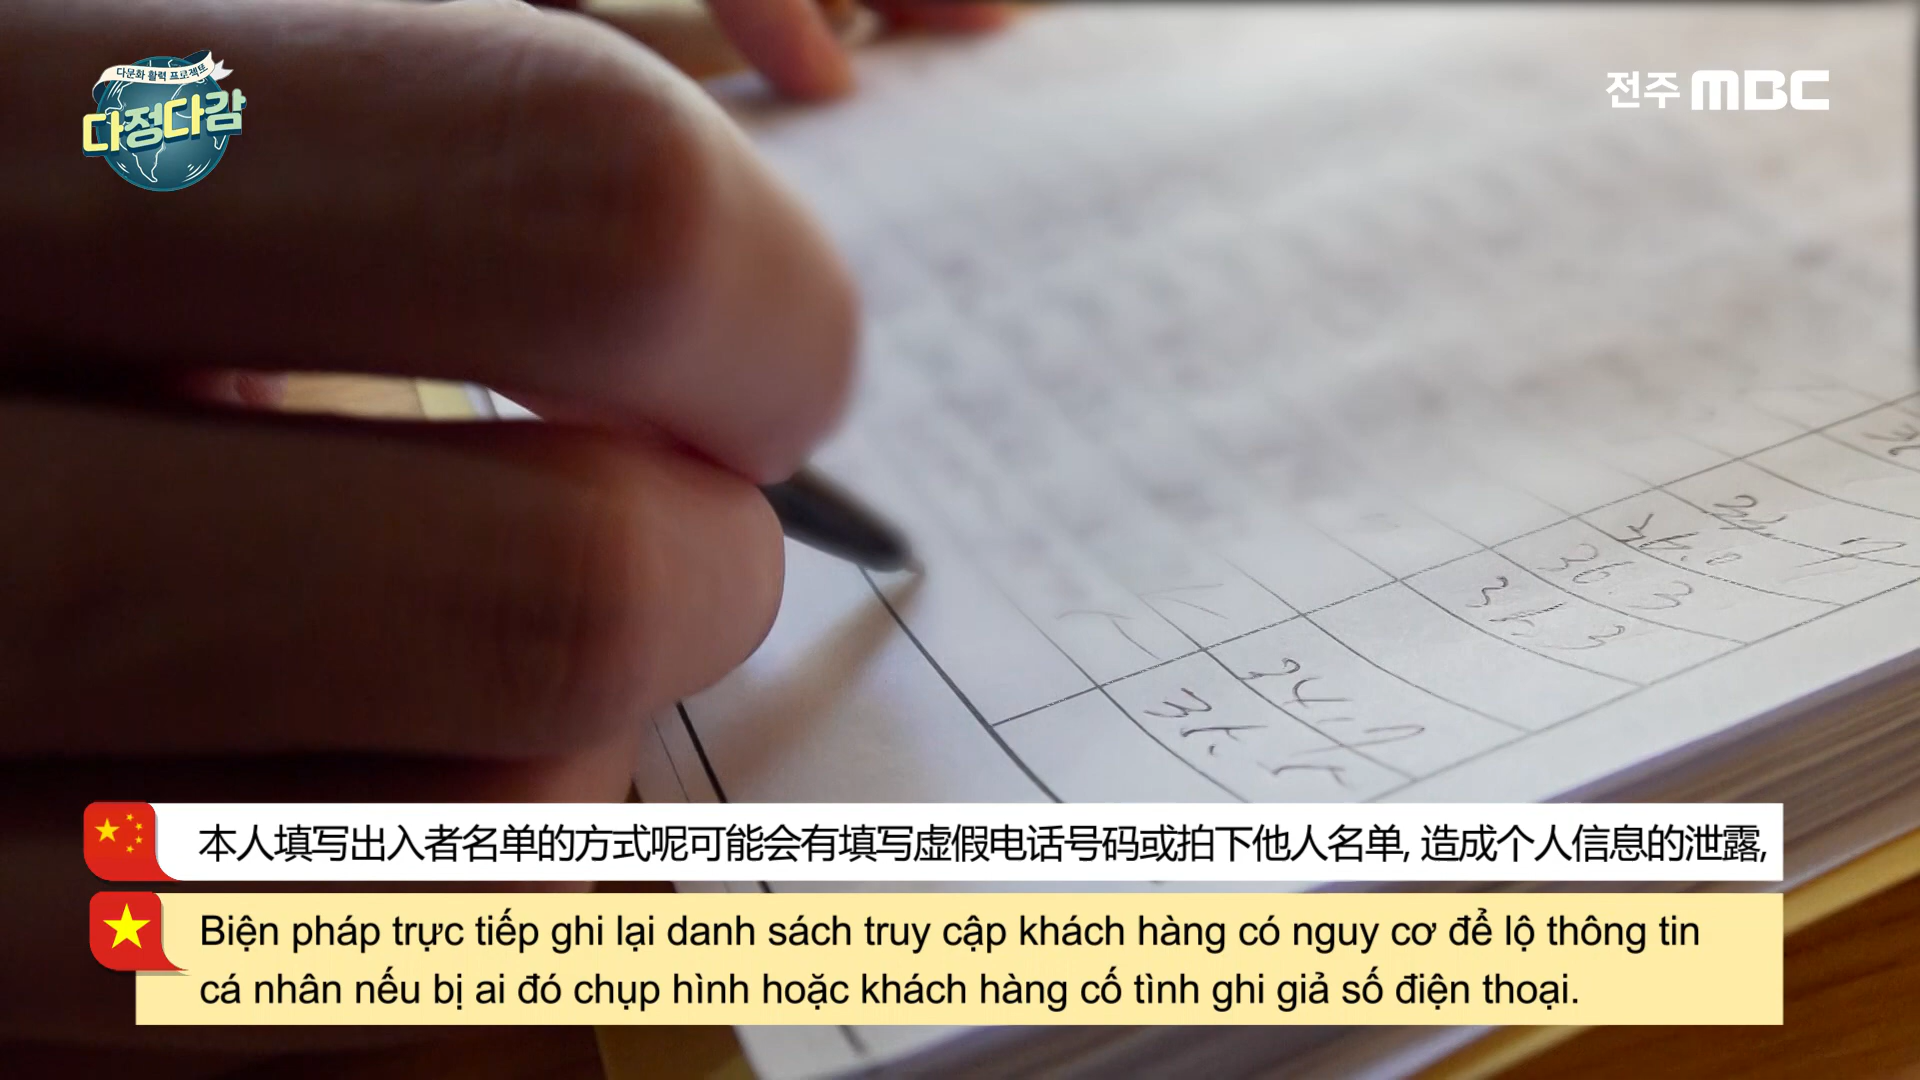 다문화 활력 프로젝트
다정다감
전주 MBC
36.3
本人填写出入者名单的方式呢可能会有填写虚假电话号码或拍下他人名单, 造成个人信息的泄露,
Biện pháp trực tiếp ghi lại danh sách truy cập khách hàng có nguy cơ để lộ thông tin
cá nhân nếu bị ai đó chụp hình hoặc khách hàng cố tình ghi giả số điện thoại.